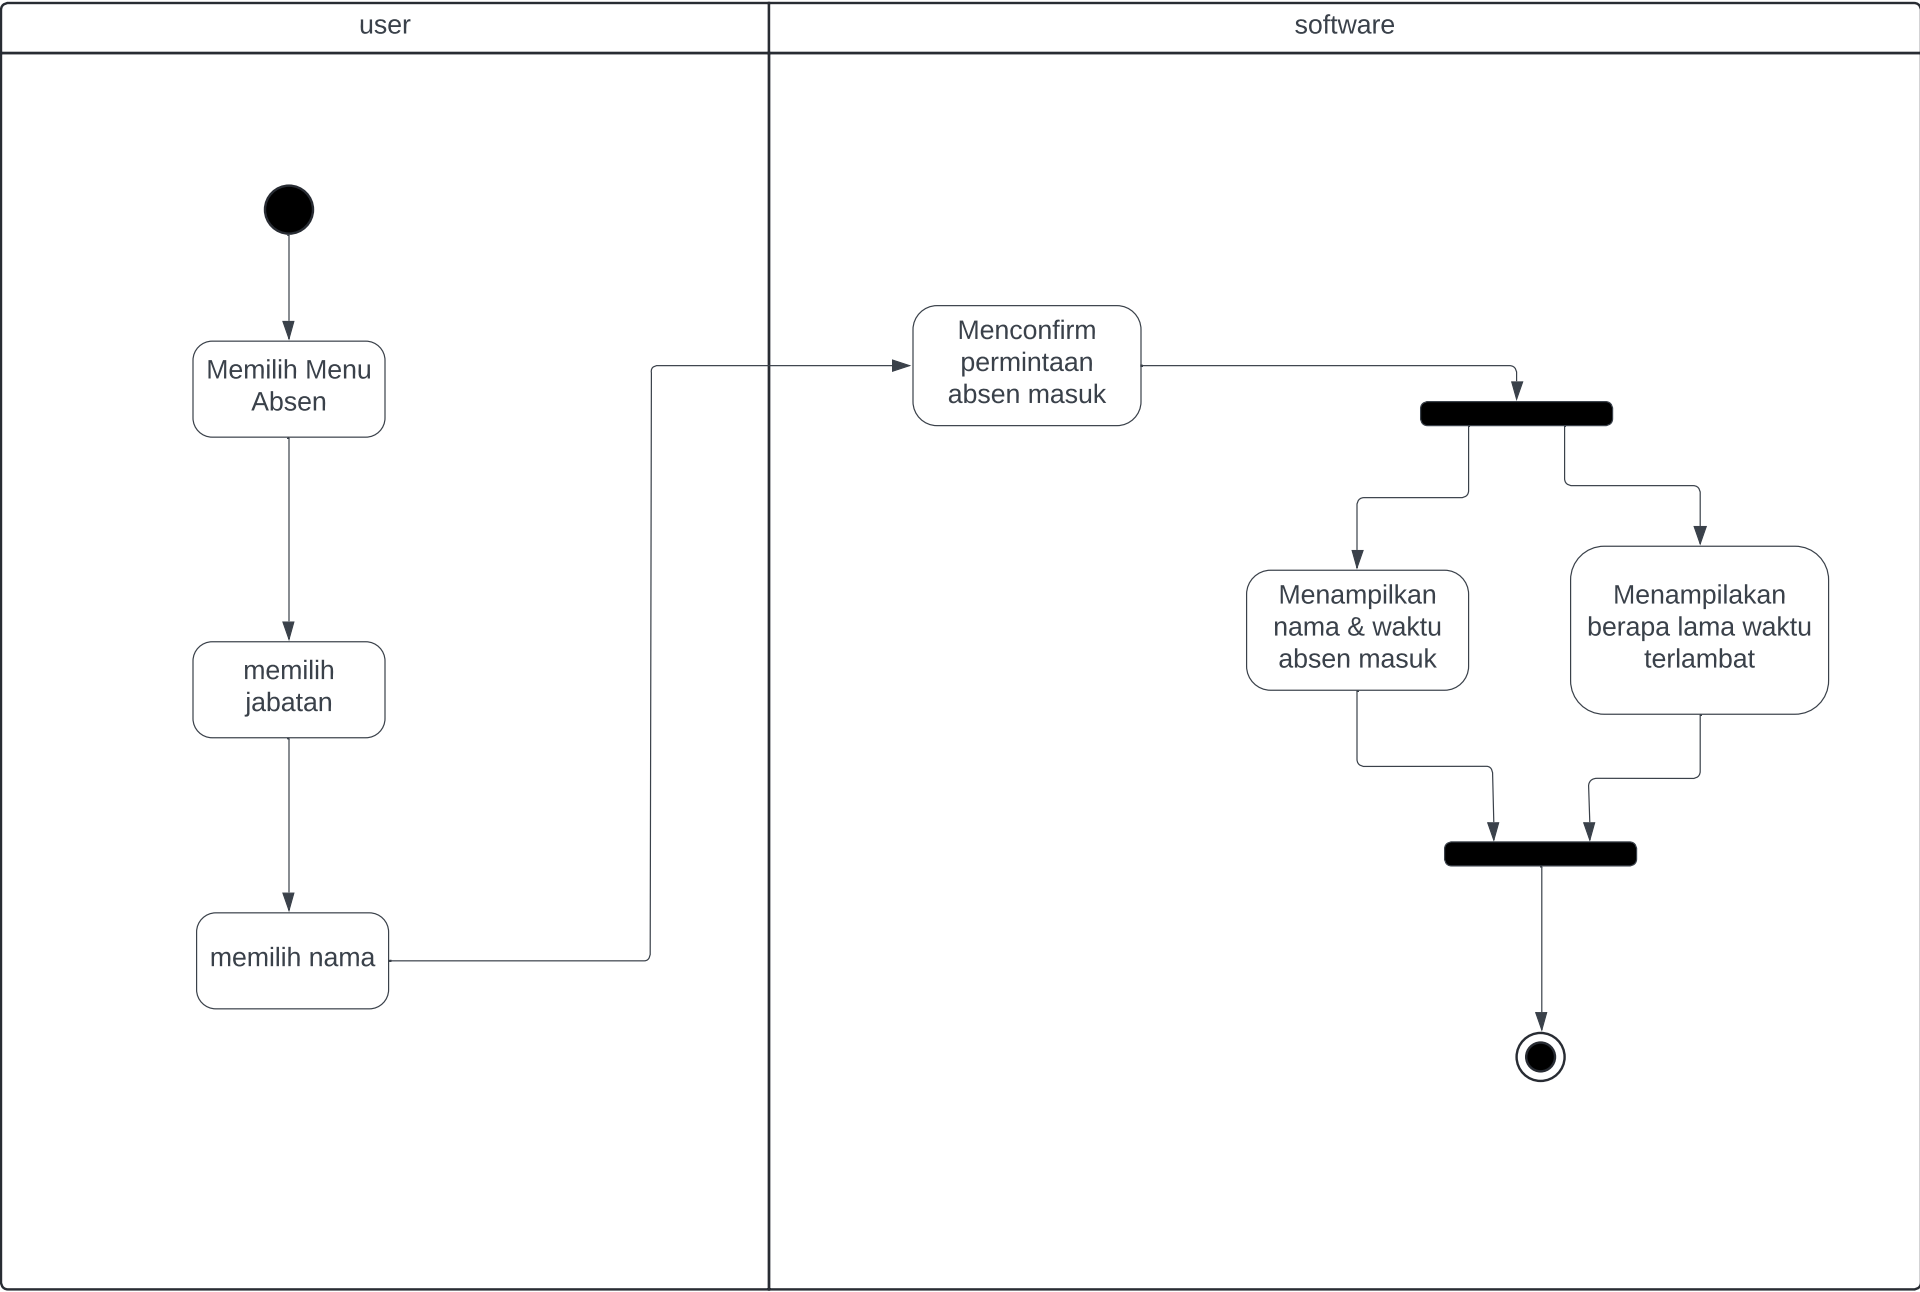 user
software
Memilih Menu
Absen
memilih
jabatan
memilih nama
Menconfirm
permintaan
absen masuk
Menampilkan
nama & waktu
absen masuk
Menampilakan
berapa lama waktu
terlambat